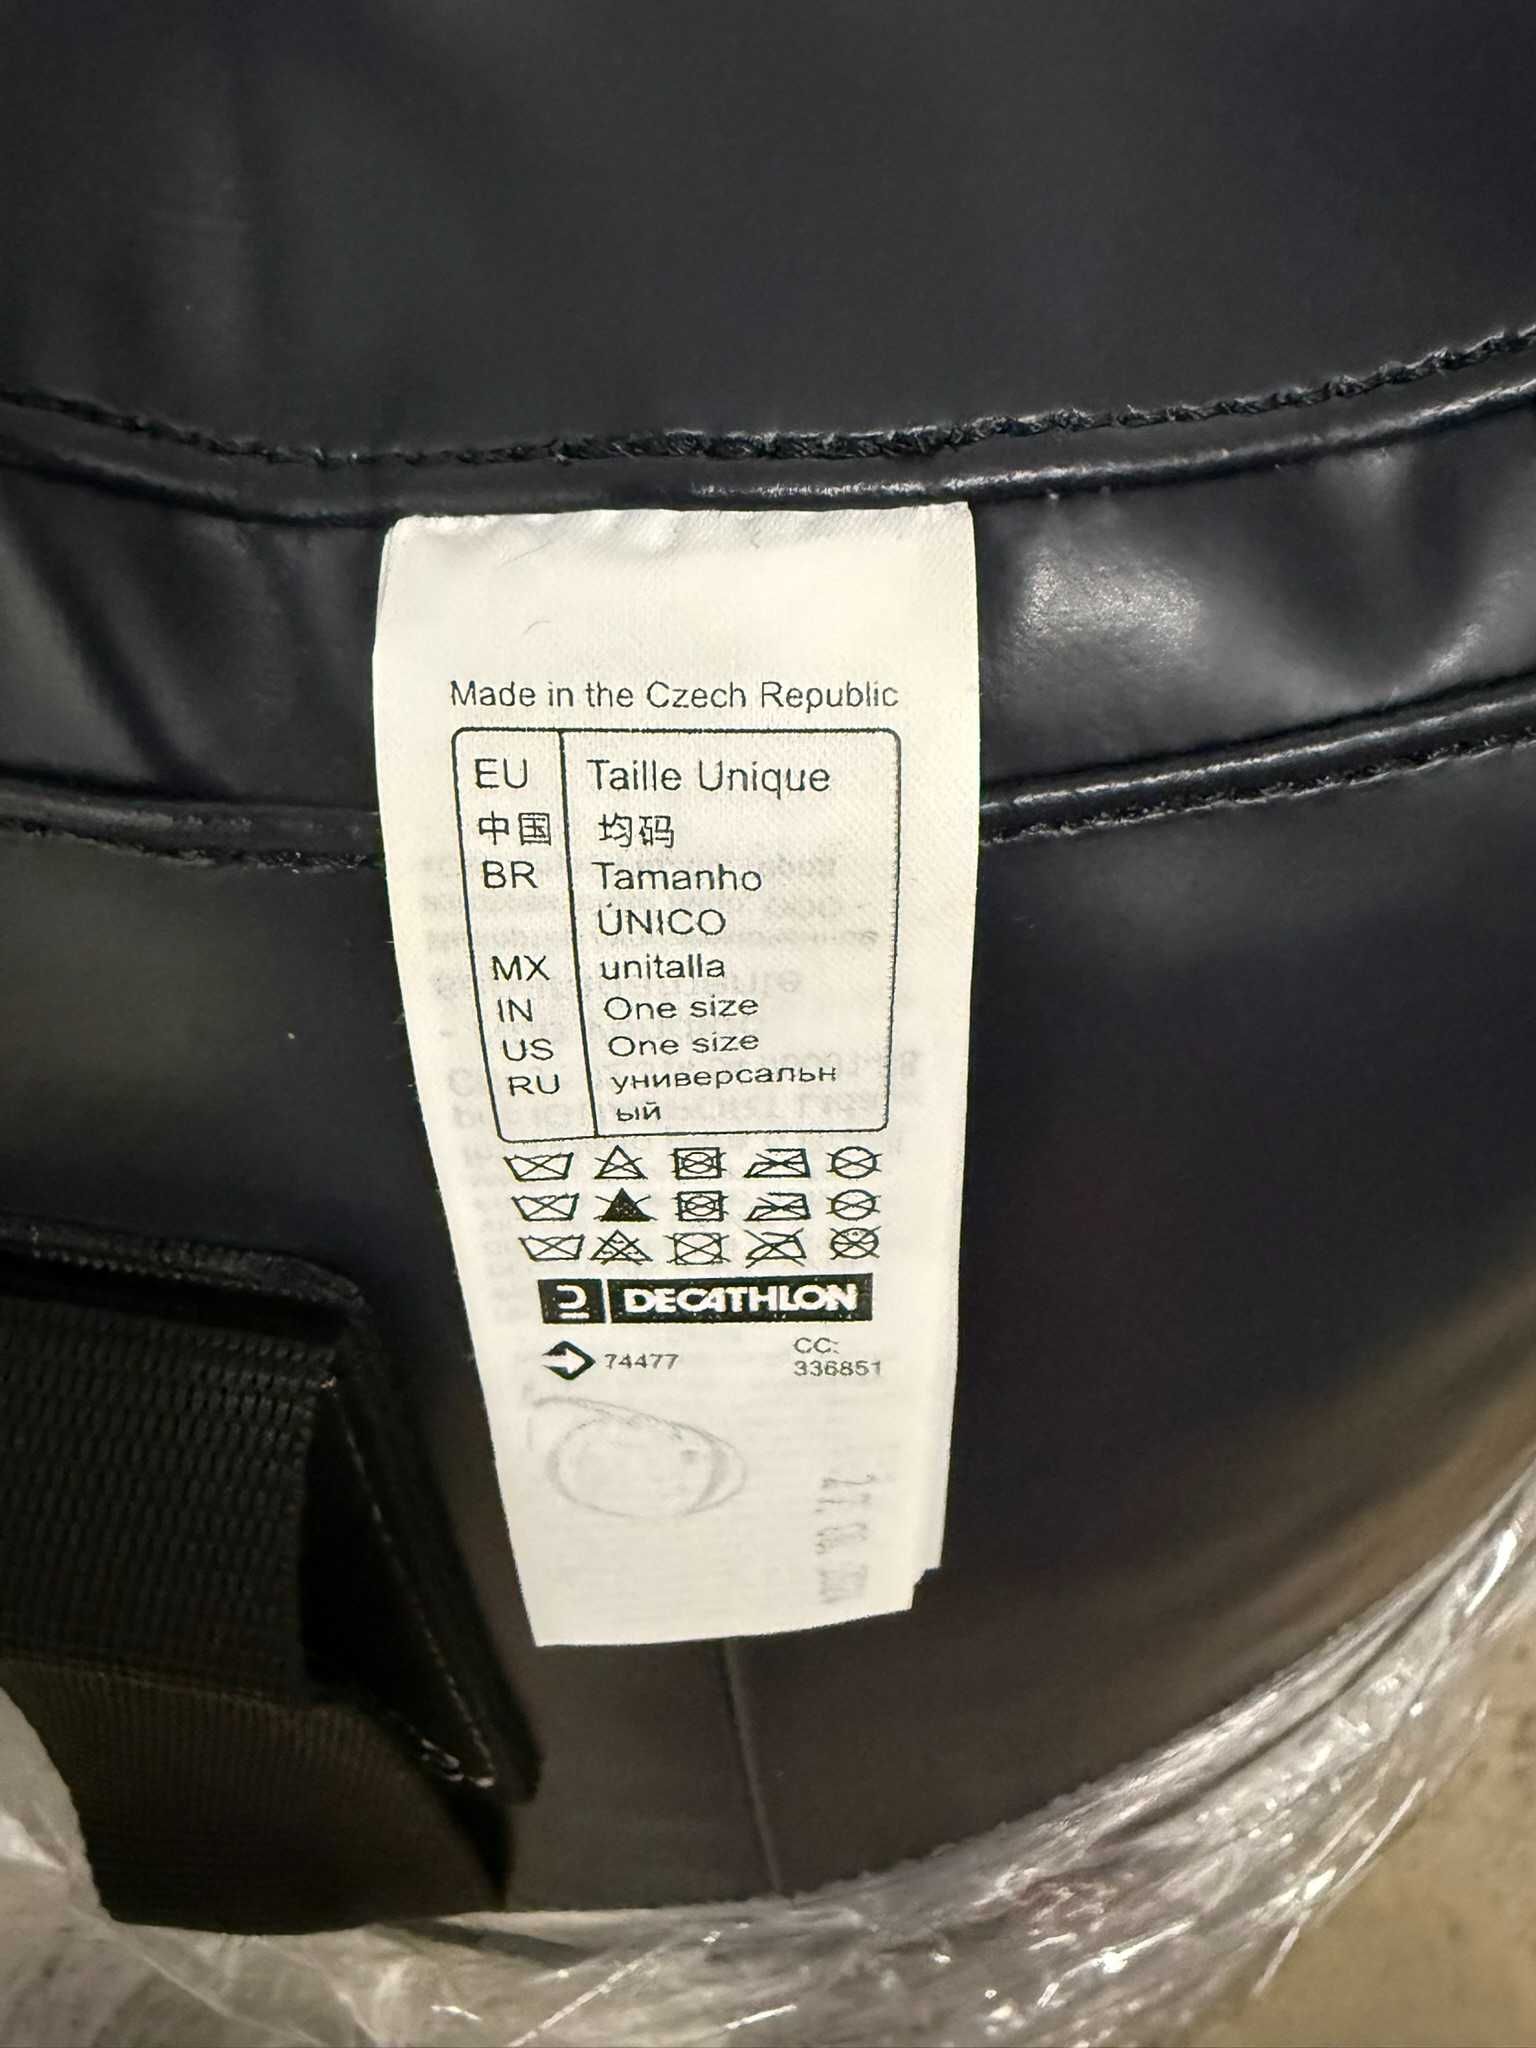 Made in the Czech Republic
EU Taille Unique
中国 均码
BR Tamanho
ÚNICO
MX unitalla
IN One size
US One size
RU универсальн
ый
DECATHLON
74477 CC:
336851